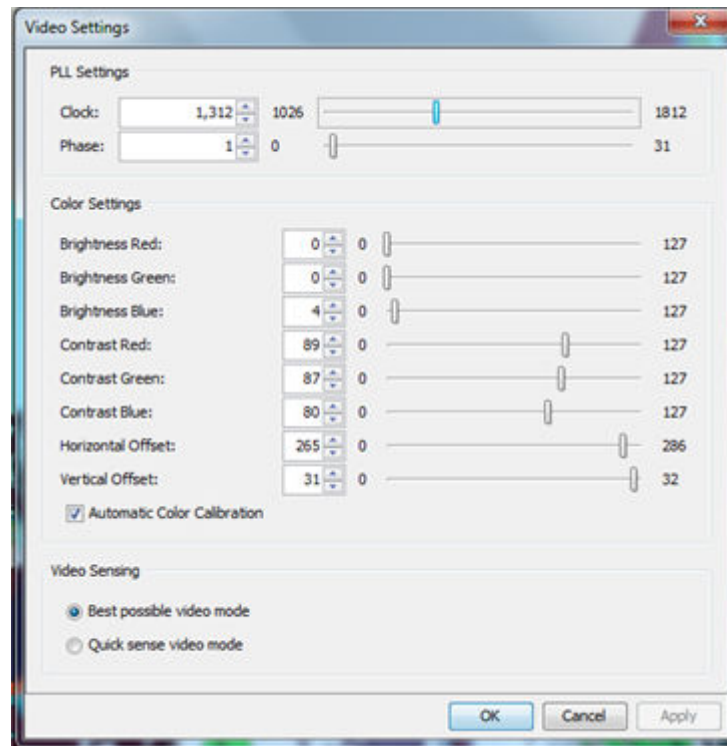 Video Settings
PLL Settings
Clock: 1,312 1026 1812
Phase: 1 0 31
Color Settings
Brightness Red: 0 0 127
Brightness Green: 0 0 127
Brightness Blue: 4 0 127
Contrast Red: 89 0 127
Contrast Green: 87 0 127
Contrast Blue: 80 0 127
Horizontal Offset: 265 0 286
Vertical Offset: 31 0 32
Automatic Color Calibration
Video Sensing
Best possible video mode
Quick sense video mode
OK Cancel Apply